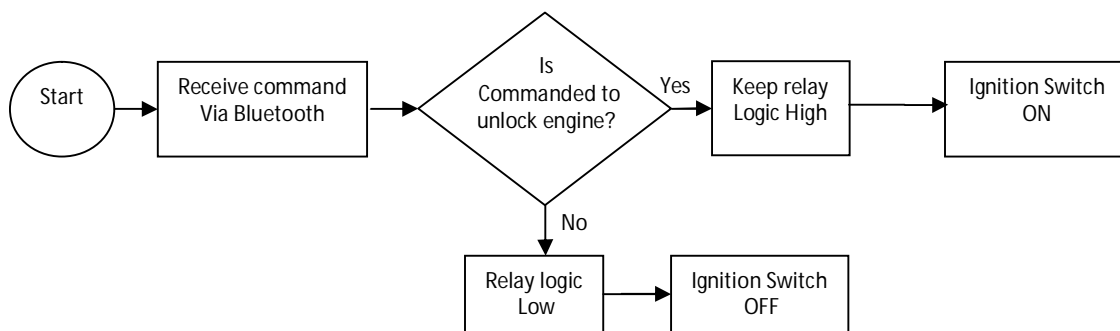 Start
Receive command
Via Bluetooth
Is
Commanded to
unlock engine?
Yes
Keep relay
Logic High
Ignition Switch
ON
No
Relay logic
Low
Ignition Switch
OFF